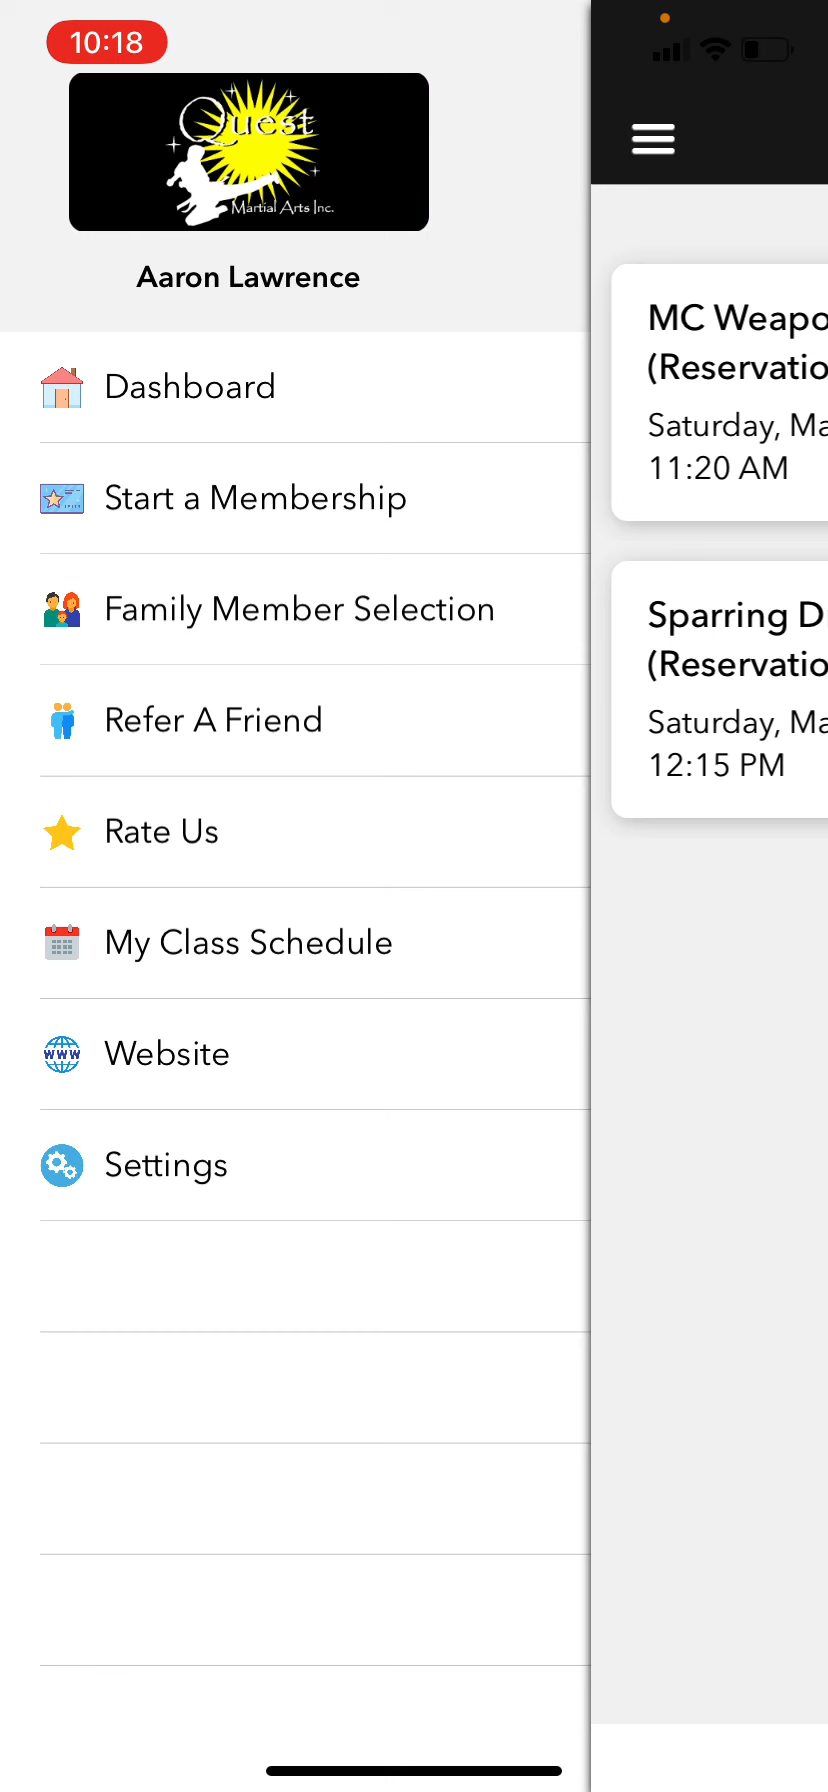 10:18
Quest
Martial Arts Inc.
Aaron Lawrence
Dashboard
Start a Membership
Family Member Selection
Refer A Friend
Rate Us
My Class Schedule
www
Website
Settings
MC Weapo
(Reservatio
Saturday, Ma
11:20 AM
Sparring D
(Reservatio
Saturday, Ma
12:15 PM